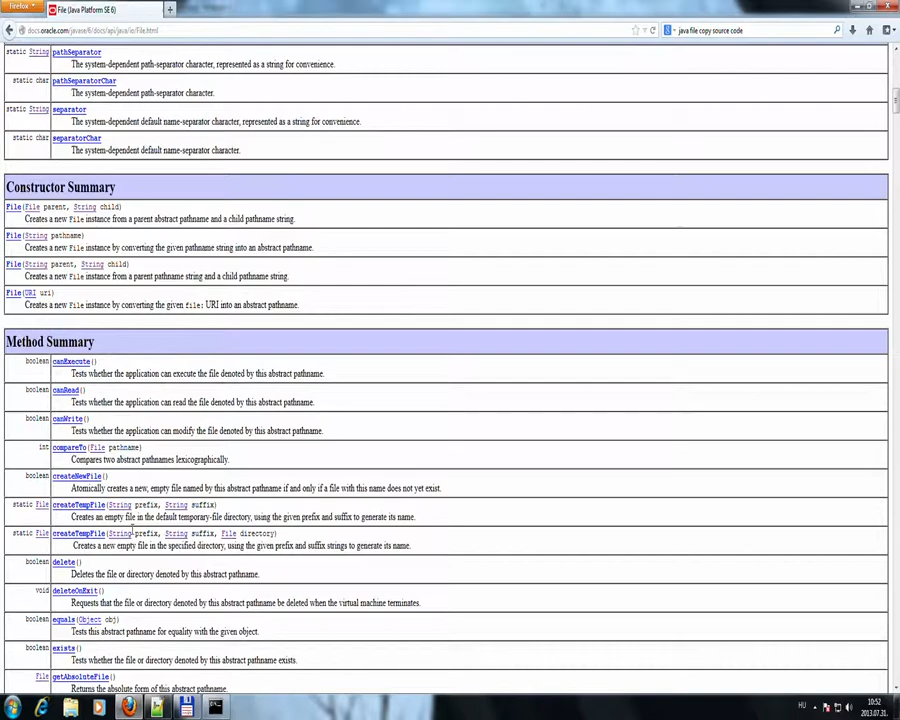 Firefox
File (Java Platform SE 6)
docs.oracle.com/javase/6/docs/api/java/io/File.html
java file copy source code
static String pathSeparator
The system-dependent path-separator character, represented as a string for convenience.
static char pathSeparatorChar
The system-dependent path-separator character.
static String separator
The system-dependent default name-separator character, represented as a string for convenience.
static char separatorChar
The system-dependent default name-separator character.
Constructor Summary
File(File parent, String child)
Creates a new File instance from a parent abstract pathname and a child pathname string.
File(String pathname)
Creates a new File instance by converting the given pathname string into an abstract pathname.
File(String parent, String child)
Creates a new File instance from a parent pathname string and a child pathname string.
File(URI uri)
Creates a new File instance by converting the given file: URI into an abstract pathname.
Method Summary
boolean canExecute()
Tests whether the application can execute the file denoted by this abstract pathname.
boolean canRead()
Tests whether the application can read the file denoted by this abstract pathname.
boolean canWrite()
Tests whether the application can modify the file denoted by this abstract pathname.
int compareTo(File pathname)
Compares two abstract pathnames lexicographically.
boolean createNewFile()
Atomically creates a new, empty file named by this abstract pathname if and only if a file with this name does not yet exist.
static File createTempFile(String prefix, String suffix)
Creates an empty file in the default temporary-file directory, using the given prefix and suffix to generate its name.
static File createTempFile(String prefix, String suffix, File directory)
Creates a new empty file in the specified directory, using the given prefix and suffix strings to generate its name.
boolean delete()
Deletes the file or directory denoted by this abstract pathname.
void deleteOnExit()
Requests that the file or directory denoted by this abstract pathname be deleted when the virtual machine terminates.
boolean equals(Object obj)
Tests this abstract pathname for equality with the given object.
boolean exists()
Tests whether the file or directory denoted by this abstract pathname exists.
File getAbsoluteFile()
Returns the absolute form of this abstract pathname.
HU
10:52
2013.07.31.